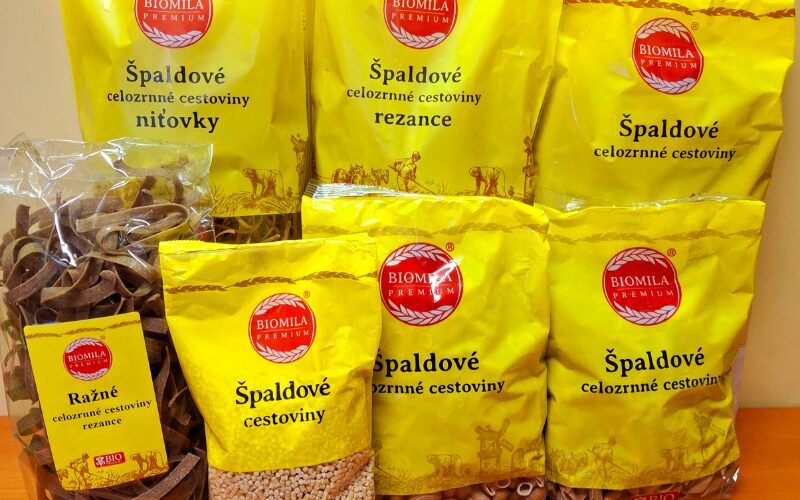 BIOMILA
PREMIUM
Špaldové
celozrnné cestoviny
niťovky
BIOMILA
PREMIUM
Špaldové
celozrnné cestoviny
rezance
BIOMILA
PREMIUM
®
Špaldové
celozrnné cestoviny
BIOMILA
PREMIUM
®
Ražné
celozrnné cestoviny
rezance
BIO
BIOMILA
PREMIUM
®
Špaldové
cestoviny
BIOMILA
PREMIUM
®
Špaldové
celozrnné cestoviny
BIOMILA
PREMIUM
®
Špaldové
celozrnné cestoviny
BIO